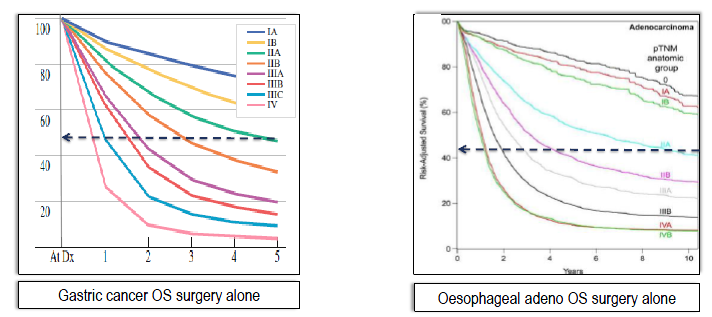 100
80
60
40
20
At Dx
1
2
3
4
5
IA
IB
IIA
IIB
IIIA
IIIB
IIIC
IV
Gastric cancer OS surgery alone
Adenocarcinoma
pTNM
anatomic
group
0
IA
IB
IIA
IIB
IIIA
IIIB
IVA
IVB
Risk-Adjusted Survival (%)
00
80
60
40
20
0
0
2
4
6
8
10
Years
Oesophageal adeno OS surgery alone